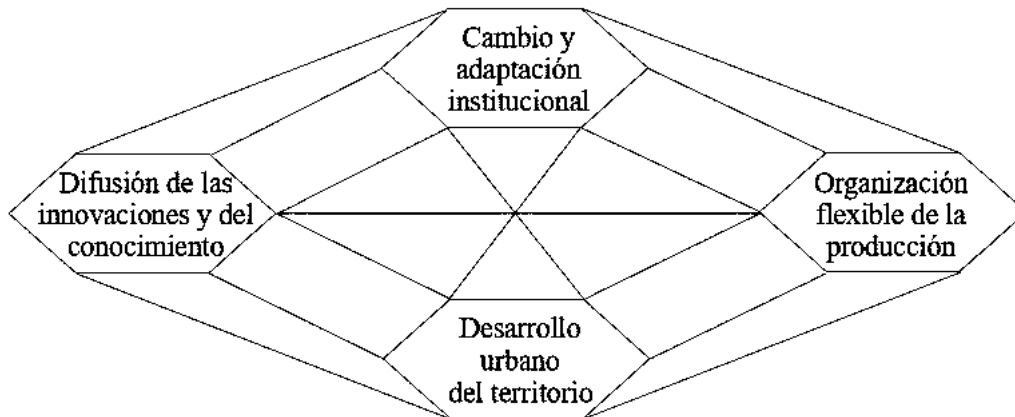 Cambio y
adaptación
institucional
Difusión de las
innovaciones y del
conocimiento
Organización
flexible de la
producción
Desarrollo
urbano
del territorio